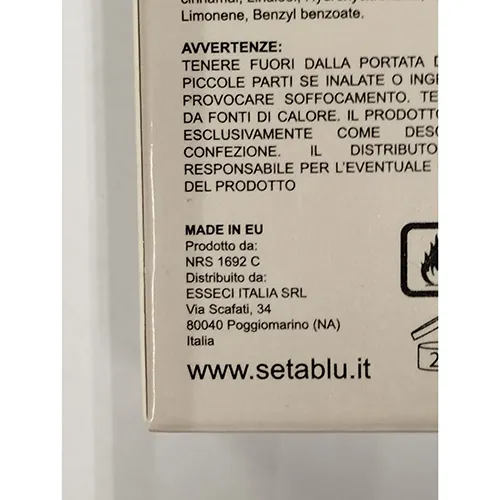 Limonene, Benzyl benzoate.
AVVERTENZE:
TENERE FUORI DALLA PORTATA
PICCOLE PARTI SE INALATE O
PROVOCARE SOFFOCAMENTO.
DA FONTI DI CALORE. IL PRODOTTO
ESCLUSIVAMENTE COME
CONFEZIONE. IL
RESPONSABILE PER L'EVENTUALE
DEL PRODOTTO
MADE IN EU
Prodotto da:
NRS 1692 C
Distribuito da:
ESSECI ITALIA SRL
Via Scafati, 34
80040 Poggiomarino (NA)
Italia
www.setablu.it